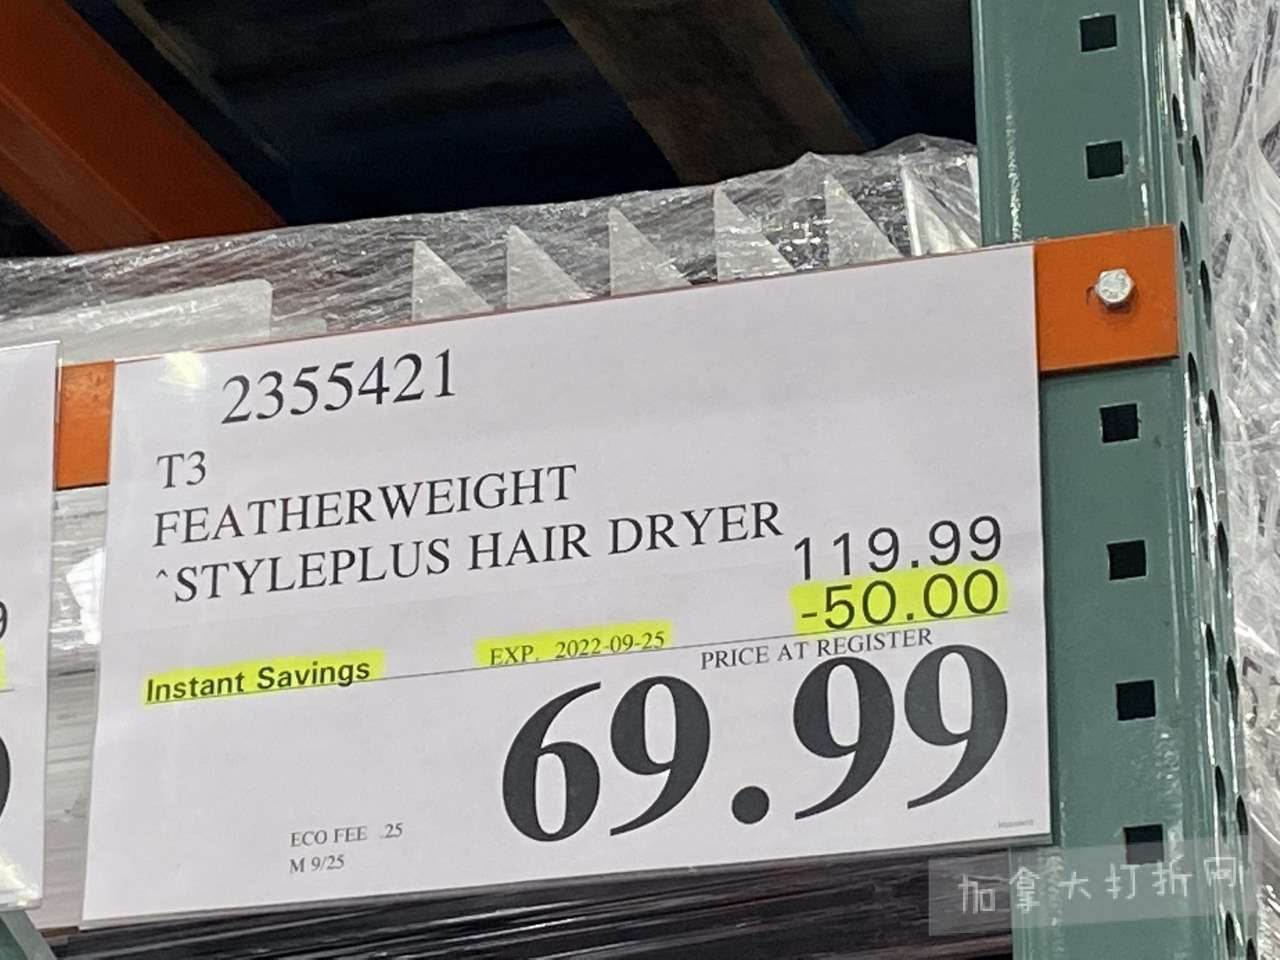 2355421
T3
FEATHERWEIGHT
^STYLEPLUS HAIR DRYER
119.99
-50.00
Instant Savings
EXP. 2022-09-25
PRICE AT REGISTER
69.99
ECO FEE .25
M 9/25
加拿大打折网